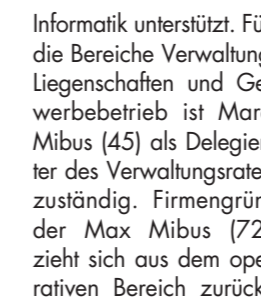 Informatik unterstützt. Fü
die Bereiche Verwaltung
Liegenschaften und Ge
werbebetrieb ist Mar
Mibus (45) als Delegier
ter des Verwaltungsrate
zuständig. Firmengrün
der Max Mibus (72
zieht sich aus dem ope
rativen Bereich zurück